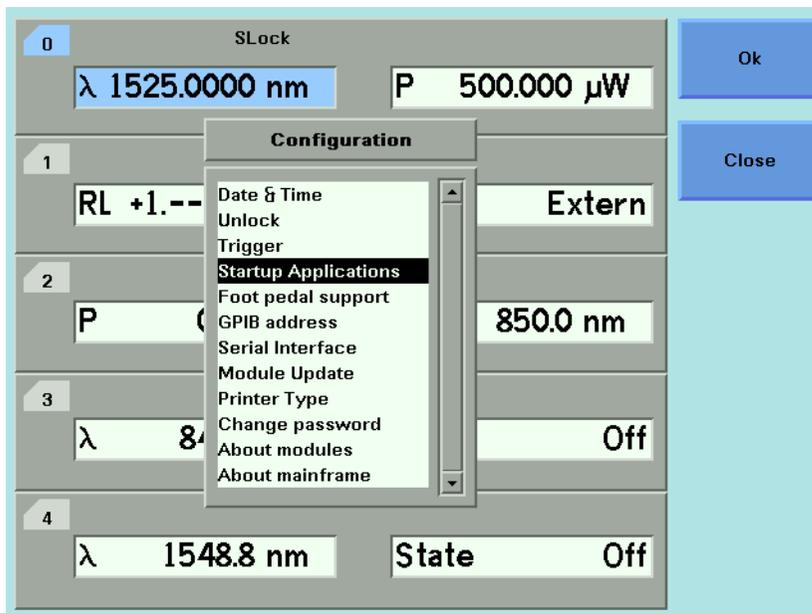 0 SLock
λ 1525.0000 nm P 500.000 μW
Ok
Close
Configuration
1
RL +1.-- Extern
Date & Time
Unlock
Trigger
Startup Applications
Foot pedal support
GPIB address
Serial Interface
Module Update
Printer Type
Change password
About modules
About mainframe
2
P 850.0 nm
3
λ 84 Off
4
λ 1548.8 nm State Off